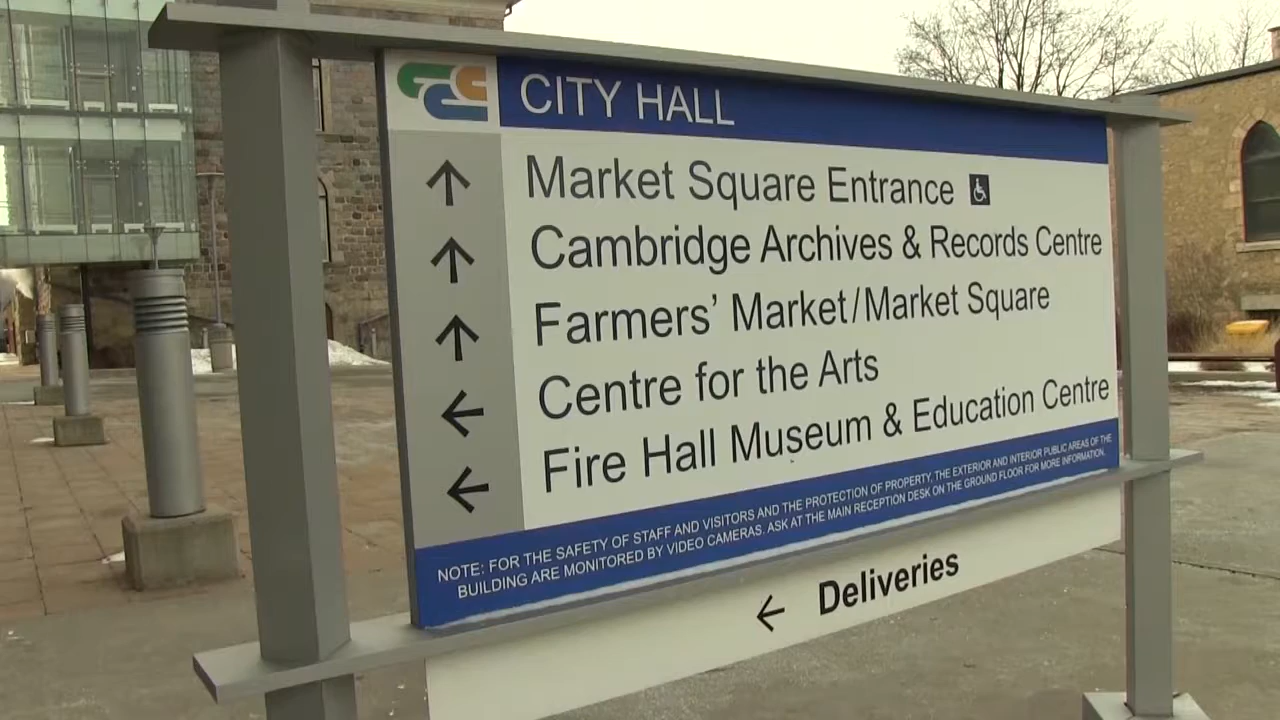 CITY HALL
Market Square Entrance
Cambridge Archives & Records Centre
Farmers' Market/Market Square
Centre for the Arts
Fire Hall Museum & Education Centre
NOTE: FOR THE SAFETY OF STAFF AND VISITORS AND THE PROTECTION OF PROPERTY, THE EXTERIOR AND INTERIOR PUBLIC AREAS OF THE
BUILDING ARE MONITORED BY VIDEO CAMERAS. ASK AT THE MAIN RECEPTION DESK ON THE GROUND FLOOR FOR MORE INFORMATION.
Deliveries